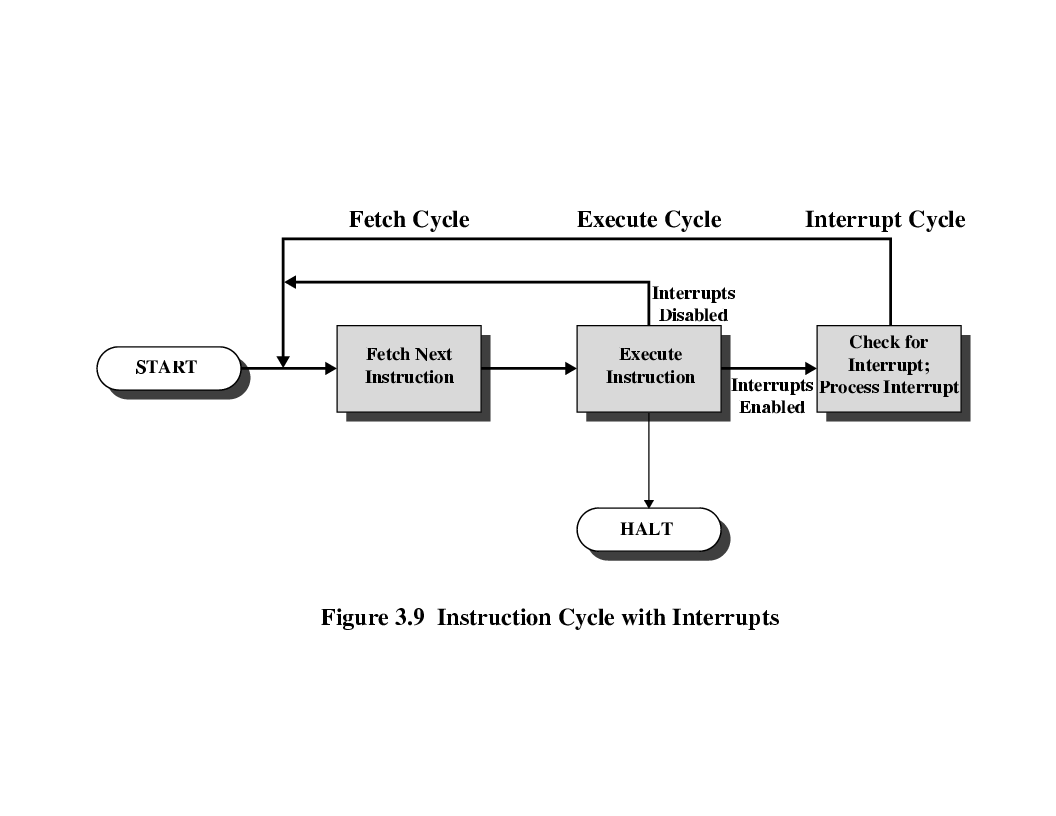 Fetch Cycle
Execute Cycle
Interrupt Cycle
Interrupts
Disabled
START
Fetch Next
Instruction
Execute
Instruction
Interrupts
Enabled
Check for
Interrupt;
Process Interrupt
HALT
Figure 3.9 Instruction Cycle with Interrupts